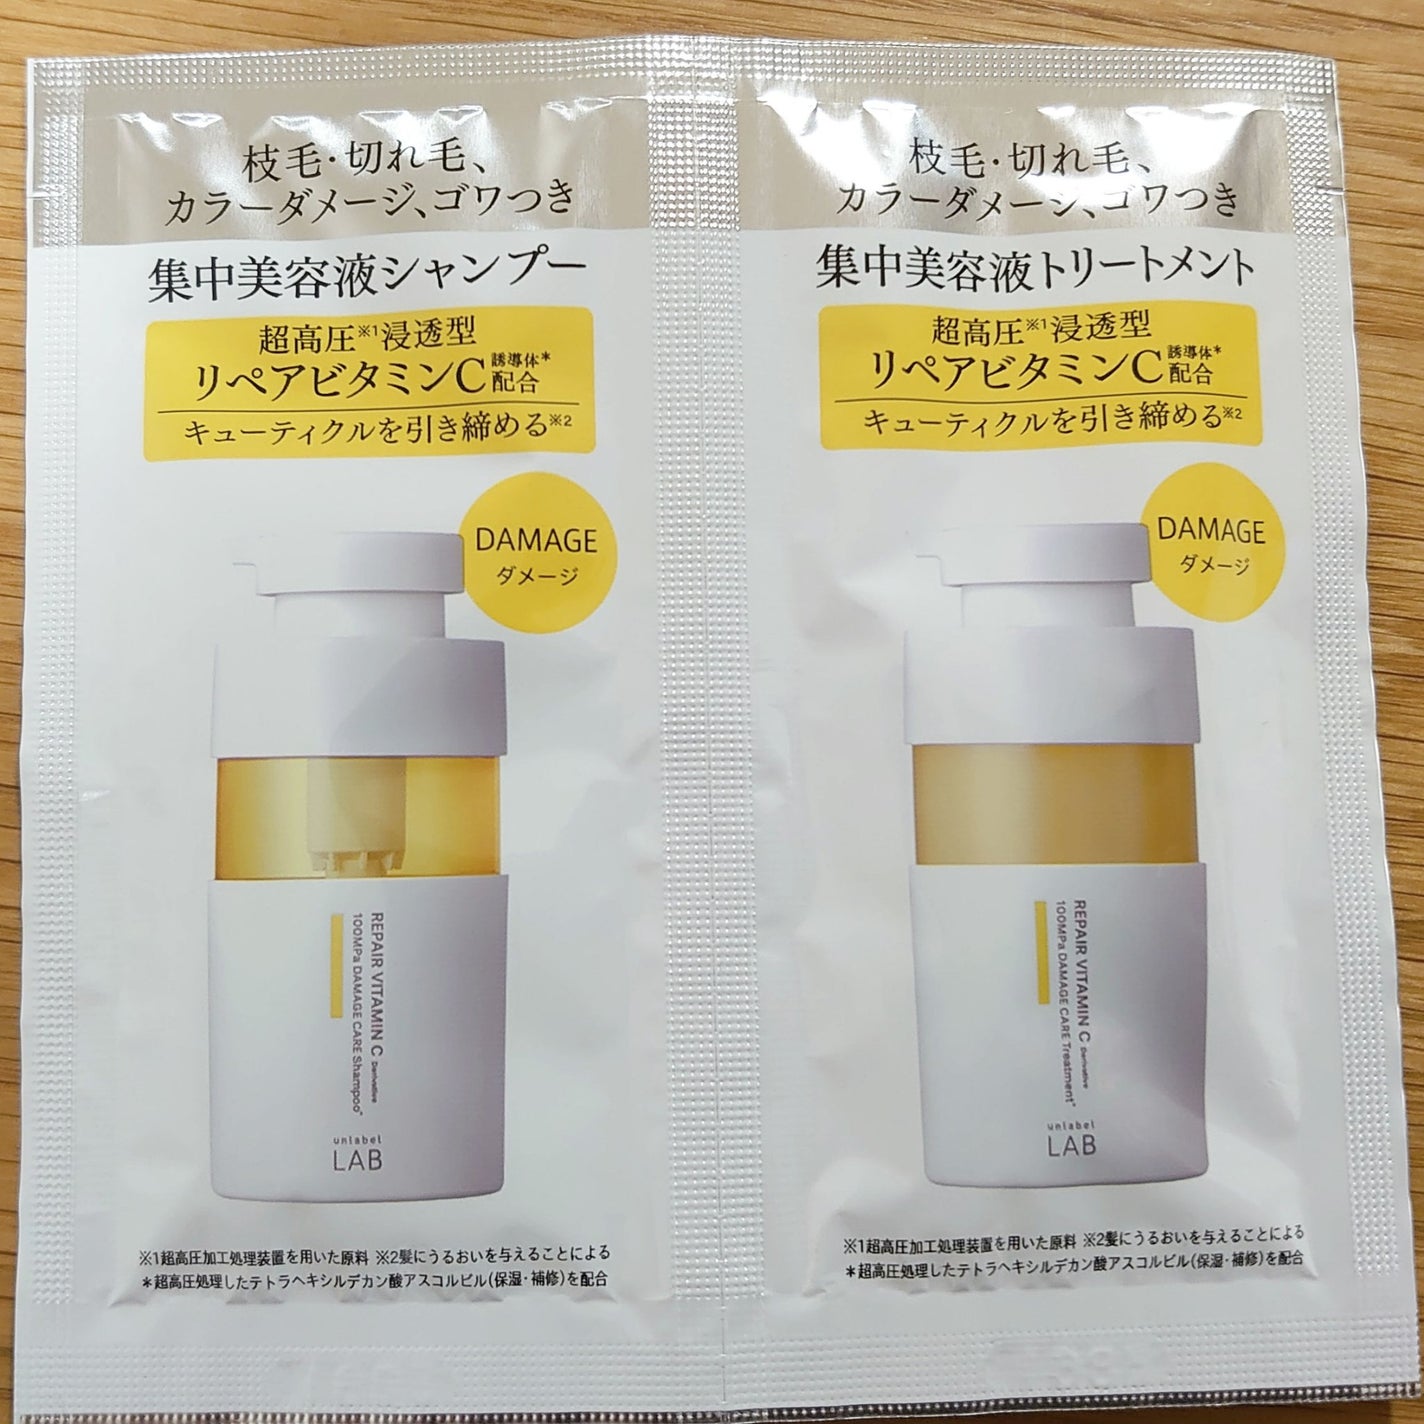 枝毛・切れ毛、
カラーダメージ、ゴワつき
集中美容液シャンプー
超高圧※1浸透型
リペアビタミンC誘導体*配合
キューティクルを引き締める※2
DAMAGE
ダメージ
REPAIR VITAMIN C Derivative
100MPa DAMAGE CARE Shampoo*
unlabel
LAB
※1超高圧加工処理装置を用いた原料 ※2髪にうるおいを与えることによる
*超高圧処理したテトラヘキシルデカン酸アスコルビル(保湿・補修)を配合
枝毛・切れ毛、
カラーダメージ、ゴワつき
集中美容液トリートメント
超高圧※1浸透型
リペアビタミンC誘導体*配合
キューティクルを引き締める※2
DAMAGE
ダメージ
REPAIR VITAMIN C Derivative
100MPa DAMAGE CARE Treatment*
unlabel
LAB
※1超高圧加工処理装置を用いた原料 ※2髪にうるおいを与えることによる
*超高圧処理したテトラヘキシルデカン酸アスコルビル(保湿・補修)を配合